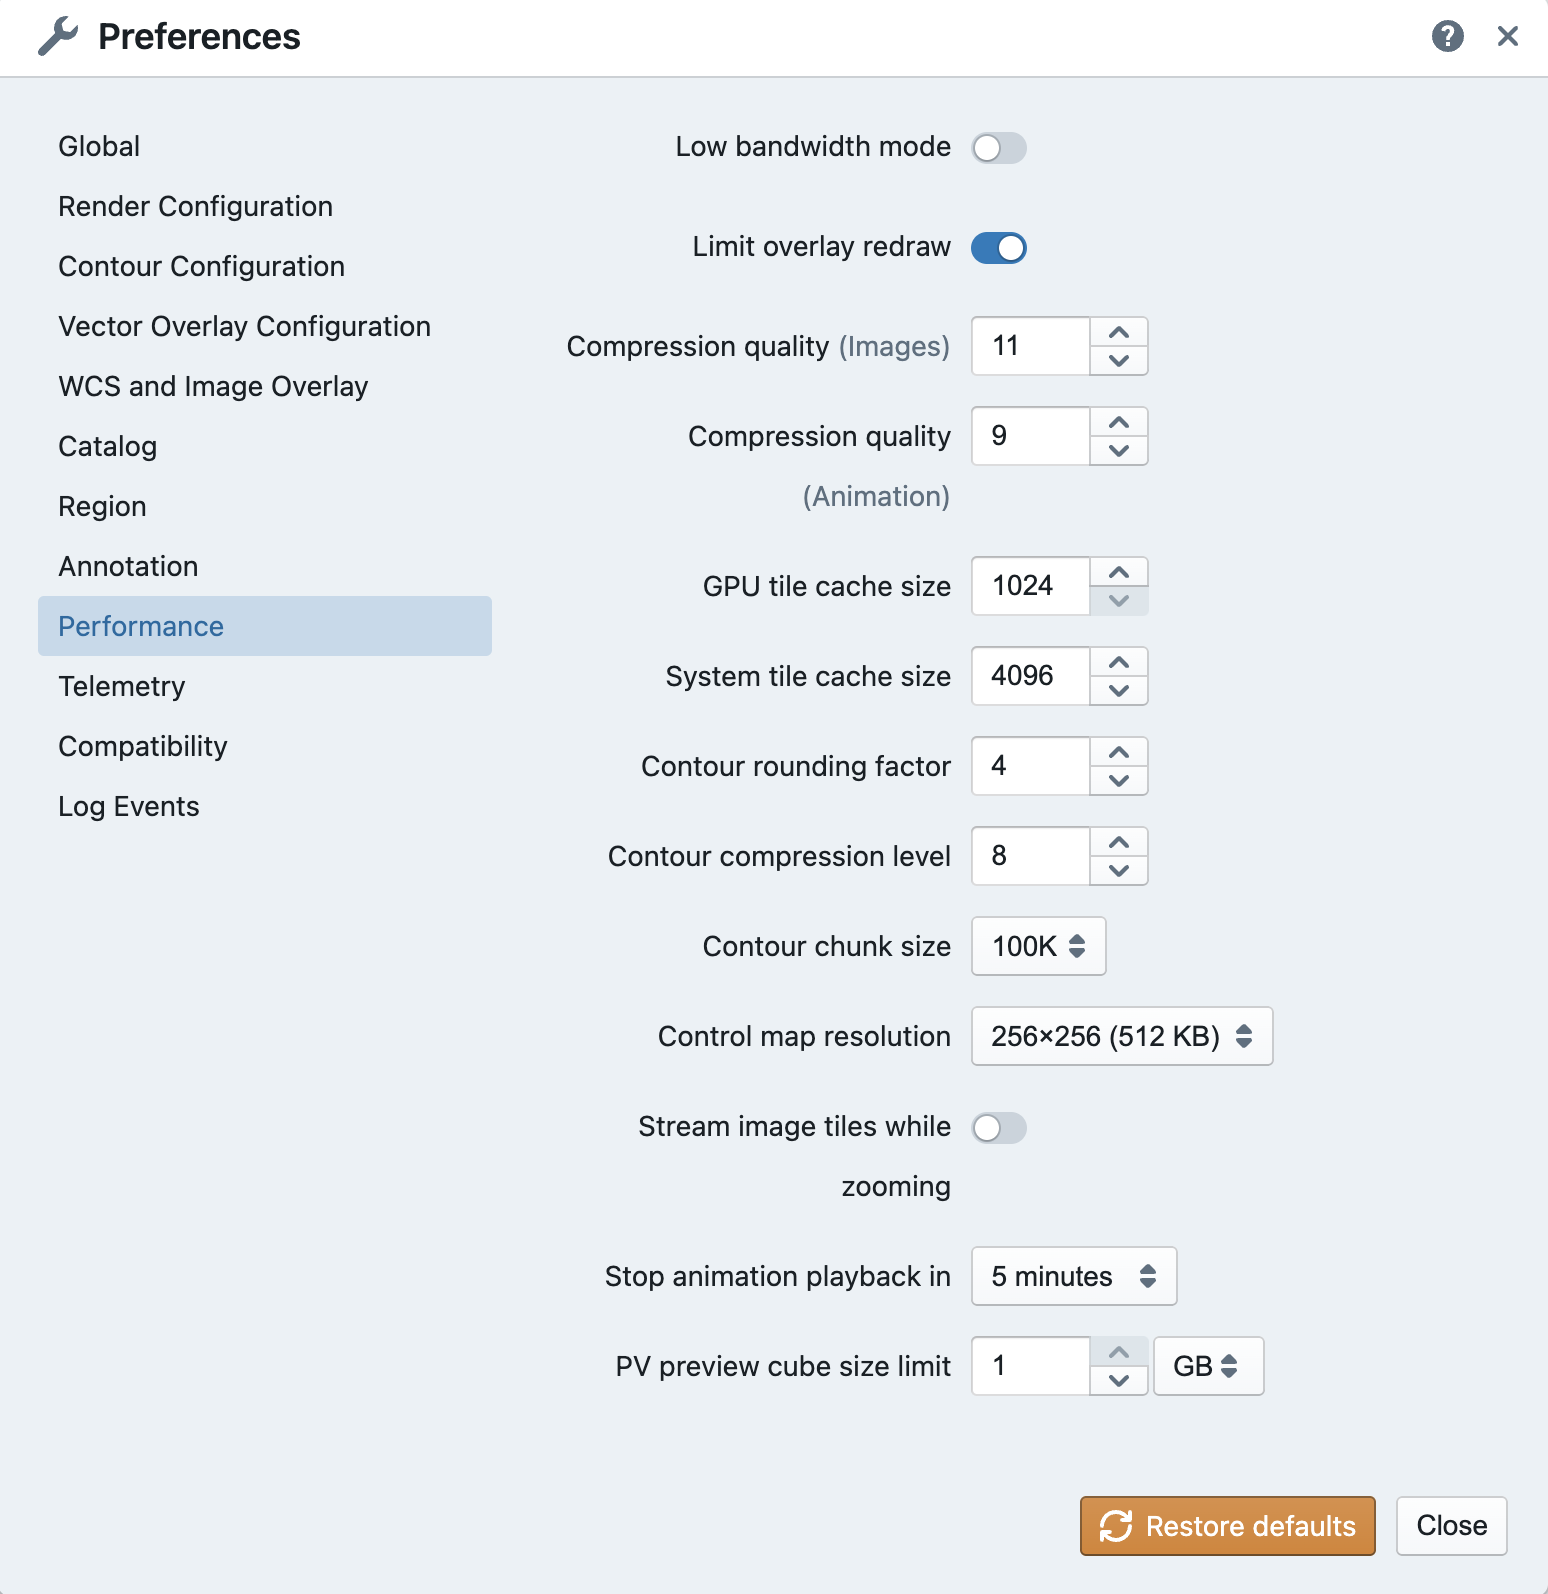 Preferences
Global
Render Configuration
Contour Configuration
Vector Overlay Configuration
WCS and Image Overlay
Catalog
Region
Annotation
Performance
Telemetry
Compatibility
Log Events
Low bandwidth mode
Limit overlay redraw
Compression quality (Images) 11
Compression quality 9
(Animation)
GPU tile cache size 1024
System tile cache size 4096
Contour rounding factor 4
Contour compression level 8
Contour chunk size 100K
Control map resolution 256×256 (512 KB)
Stream image tiles while
zooming
Stop animation playback in 5 minutes
PV preview cube size limit 1 GB
Restore defaults Close